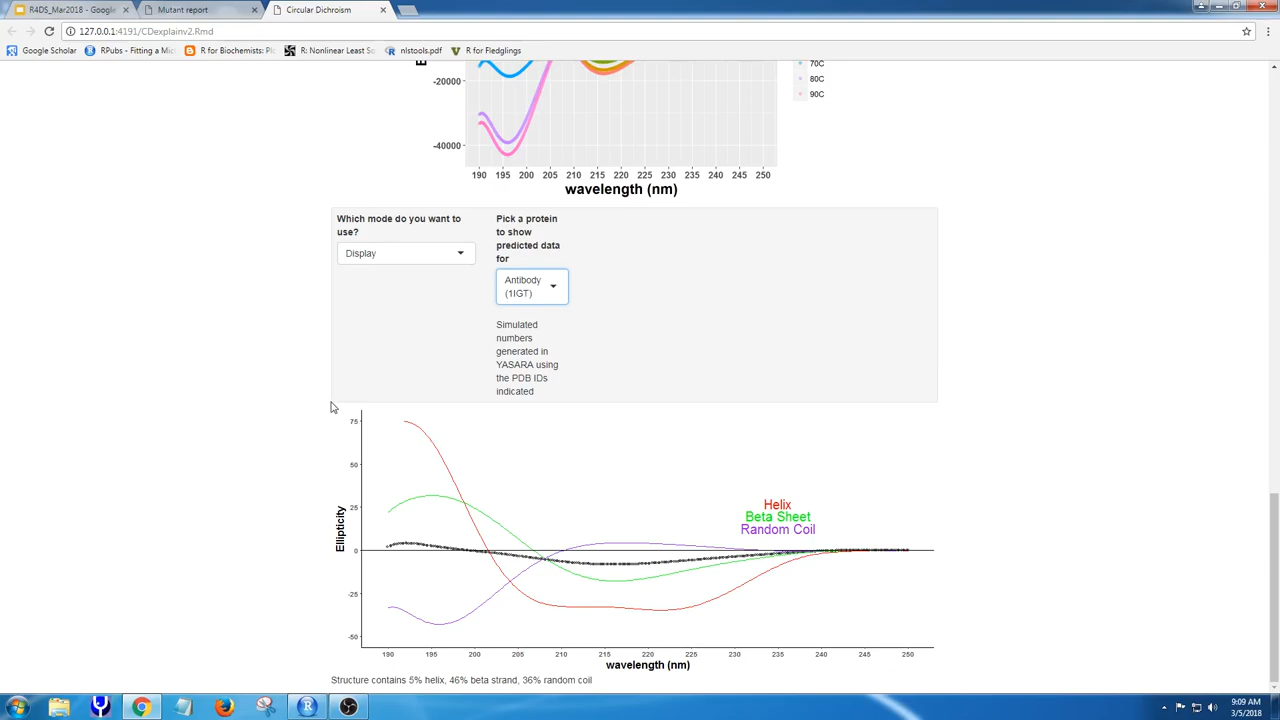 R4DS_Mar2018 - Google
Mutant report
Circular Dichroism
127.0.0.1:4191/CDexplainv2.Rmd
Google Scholar
RPubs - Fitting a Mic
R for Biochemists: Pl
R: Nonlinear Least Sq
nlstools.pdf
R for Fledglings
70C
-20000
80C
90C
-40000
190 195 200 205 210 215 220 225 230 235 240 245 250
wavelength (nm)
Which mode do you want to
use?
Display
Pick a protein
to show
predicted data
for
Antibody
(1IGT)
Simulated
numbers
generated in
YASARA using
the PDB IDs
indicated
75
50
25
0
-25
-50
Ellipticity
Helix
Beta Sheet
Random Coil
190 195 200 205 210 215 220 225 230 235 240 245 250
wavelength (nm)
Structure contains 5% helix, 46% beta strand, 36% random coil
9:09 AM
3/5/2018